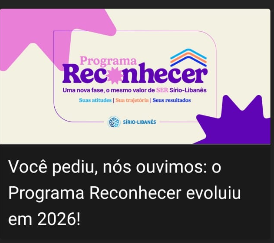 Programa
Reconhecer
Uma nova fase, o mesmo valor de SER Sírio-Libanês
Suas atitudes | Sua trajetória | Seus resultados
SÍRIO-LIBANÊS
Você pediu, nós ouvimos: o
Programa Reconhecer evoluiu
em 2026!